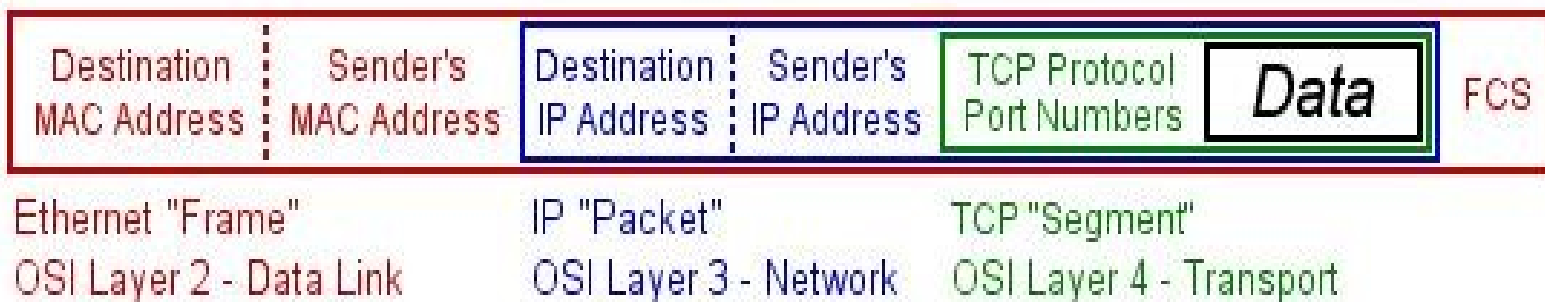 Destination
MAC Address
Sender's
MAC Address
Destination
IP Address
Sender's
IP Address
TCP Protocol
Port Numbers
Data
FCS
Ethernet "Frame"
OSI Layer 2 - Data Link
IP "Packet"
OSI Layer 3 - Network
TCP "Segment"
OSI Layer 4 - Transport